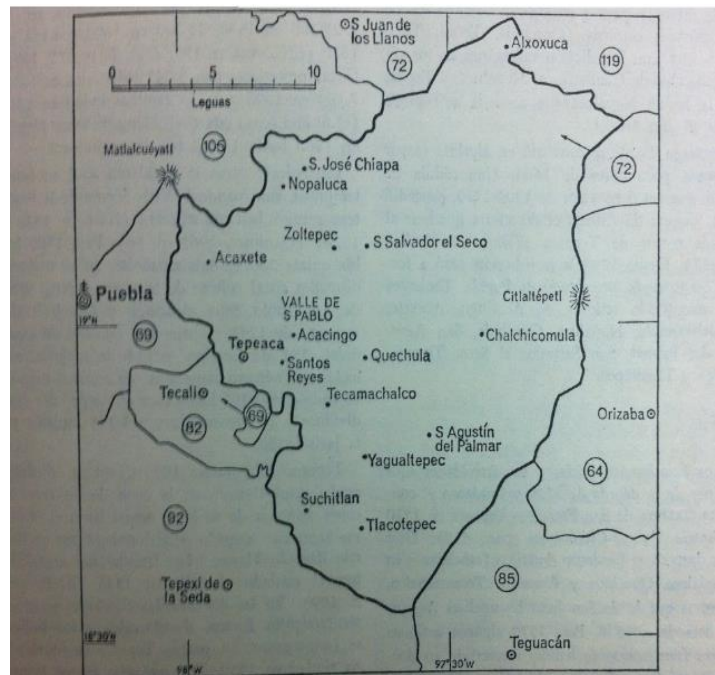 S Juan de
los Llanos
72
Alxoxuca
119
0 5 10
Leguas
Matlalcuéyatl
106
72
S. José Chiapa
Nopaluca
Zoltepec
S Salvador el Seco
Acaxete
Puebla
19°N
Citlaltépetl
VALLE DE
S PABLO
69
Acacingo
Chalchicomula
Tepeaca
Quechula
Santos
Reyes
Tecali
69
Tecamachalco
82
Orizaba
S Agustín
del Palmar
64
Yagualtepec
92
Suchitlan
Tlacotepec
Tepexi de
la Seda
85
18°30'N
98°W
97°30'W
Teguacán